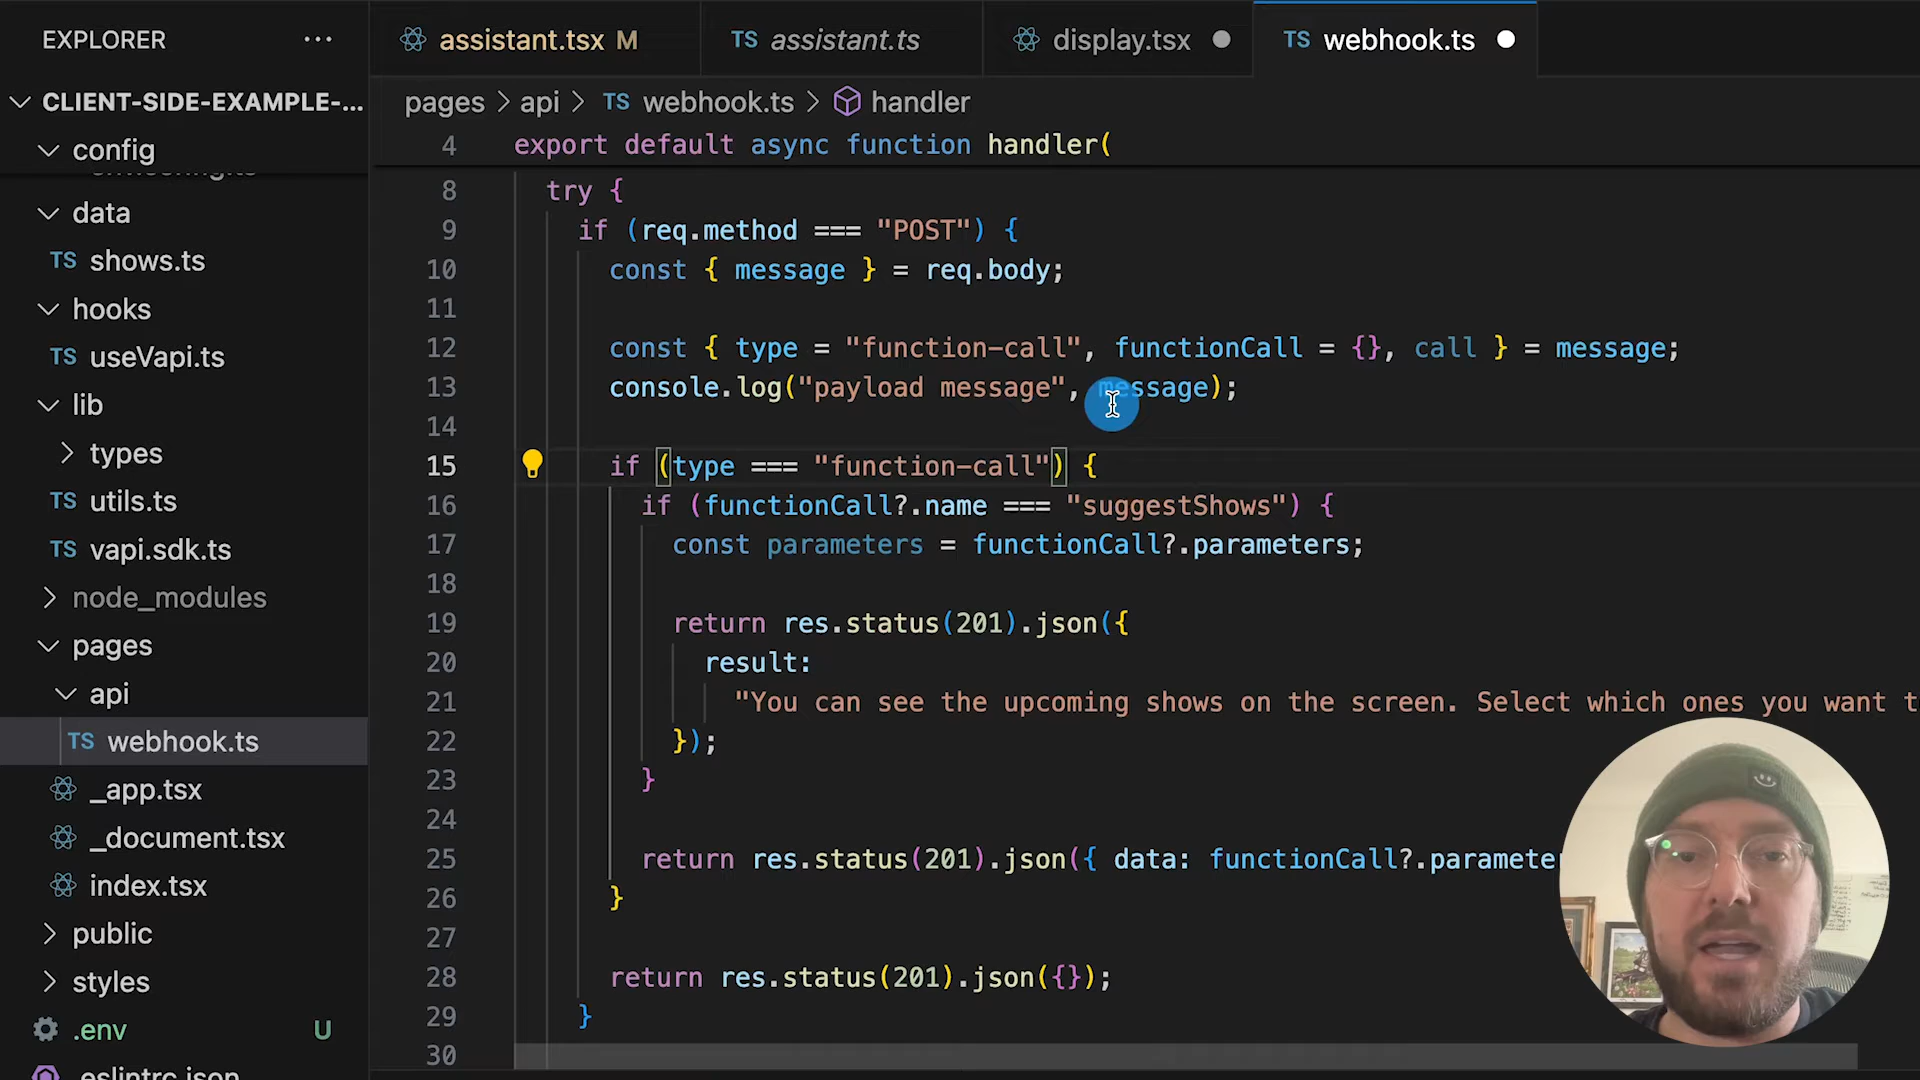 EXPLORER ...
CLIENT-SIDE-EXAMPLE-...
config
data
TS shows.ts
hooks
TS useVapi.ts
lib
types
TS utils.ts
TS vapi.sdk.ts
node_modules
pages
api
TS webhook.ts
_app.tsx
_document.tsx
index.tsx
public
styles
.env U
.eslintrc.json
assistant.tsx M
TS assistant.ts
display.tsx
TS webhook.ts
pages > api > TS webhook.ts > handler
4 export default async function handler(
8 try {
9 if (req.method === "POST") {
10 const { message } = req.body;
11
12 const { type = "function-call", functionCall = {}, call } = message;
13 console.log("payload message", message);
14
15 if (type === "function-call") {
16 if (functionCall?.name === "suggestShows") {
17 const parameters = functionCall?.parameters;
18
19 return res.status(201).json({
20 result:
21 "You can see the upcoming shows on the screen. Select which ones you want t
22 });
23 }
24
25 return res.status(201).json({ data: functionCall?.parameter
26 }
27
28 return res.status(201).json({});
29 }
30